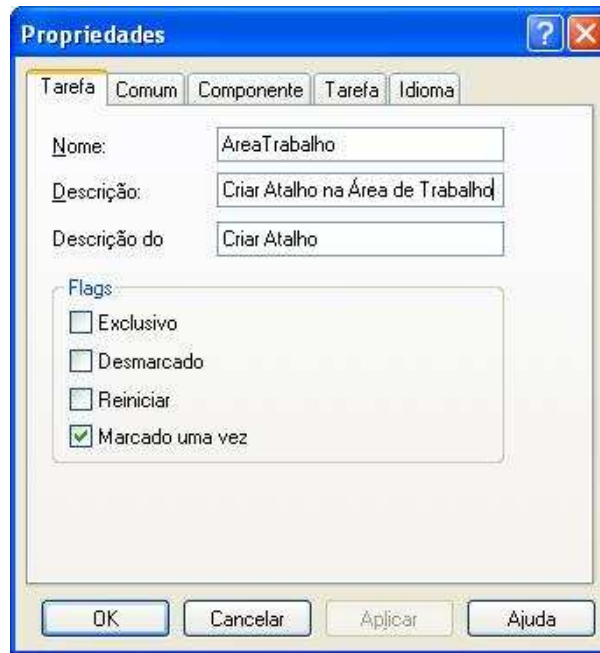 Propriedades
Tarefa Comum Componente Tarefa Idioma
Nome: AreaTrabalho
Descrição: Criar Atalho na Área de Trabalho
Descrição do Criar Atalho
Flags
Exclusivo
Desmarcado
Reiniciar
Marcado uma vez
OK Cancelar Aplicar Ajuda